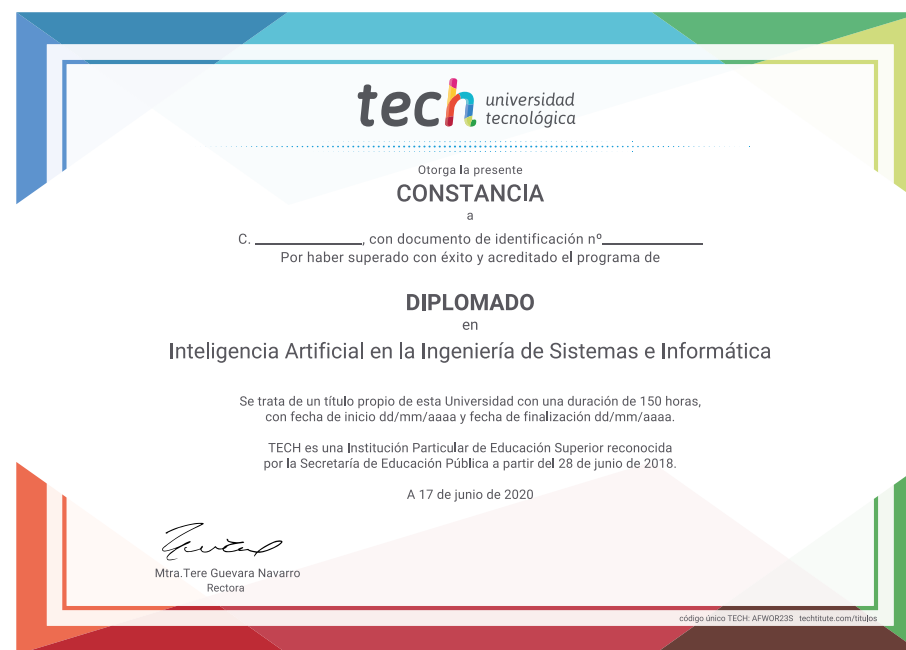 tech universidad
tecnológica
Otorga la presente
CONSTANCIA
a
C. ______________, con documento de identificación nº_____________
Por haber superado con éxito y acreditado el programa de
DIPLOMADO
en
Inteligencia Artificial en la Ingeniería de Sistemas e Informática
Se trata de un título propio de esta Universidad con una duración de 150 horas,
con fecha de inicio dd/mm/aaaa y fecha de finalización dd/mm/aaaa.
TECH es una Institución Particular de Educación Superior reconocida
por la Secretaría de Educación Pública a partir del 28 de junio de 2018.
A 17 de junio de 2020
Mtra.Tere Guevara Navarro
Rectora
código único TECH: AFWOR23S techtitute.com/titulos